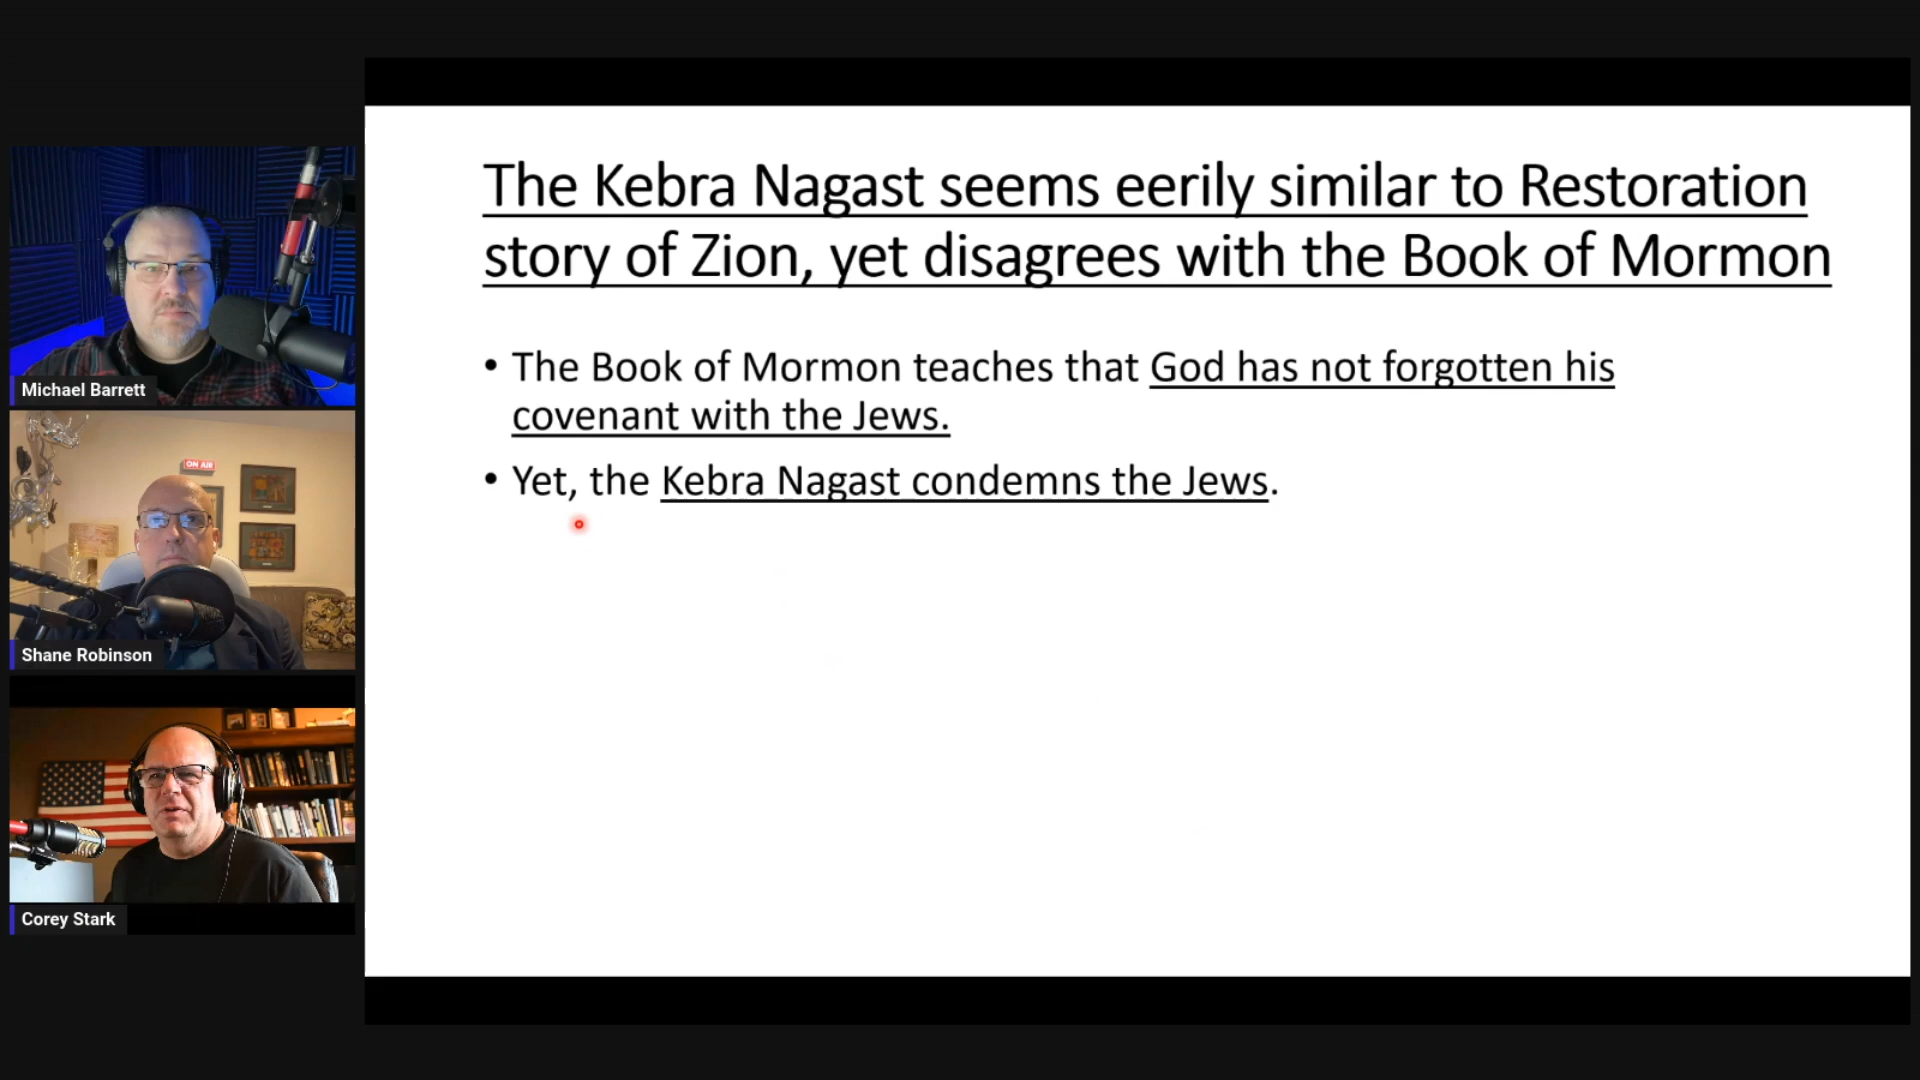 The Kebra Nagast seems eerily similar to Restoration
story of Zion, yet disagrees with the Book of Mormon
• The Book of Mormon teaches that God has not forgotten his
covenant with the Jews.
• Yet, the Kebra Nagast condemns the Jews.
Michael Barrett
ON AIR
Shane Robinson
Corey Stark